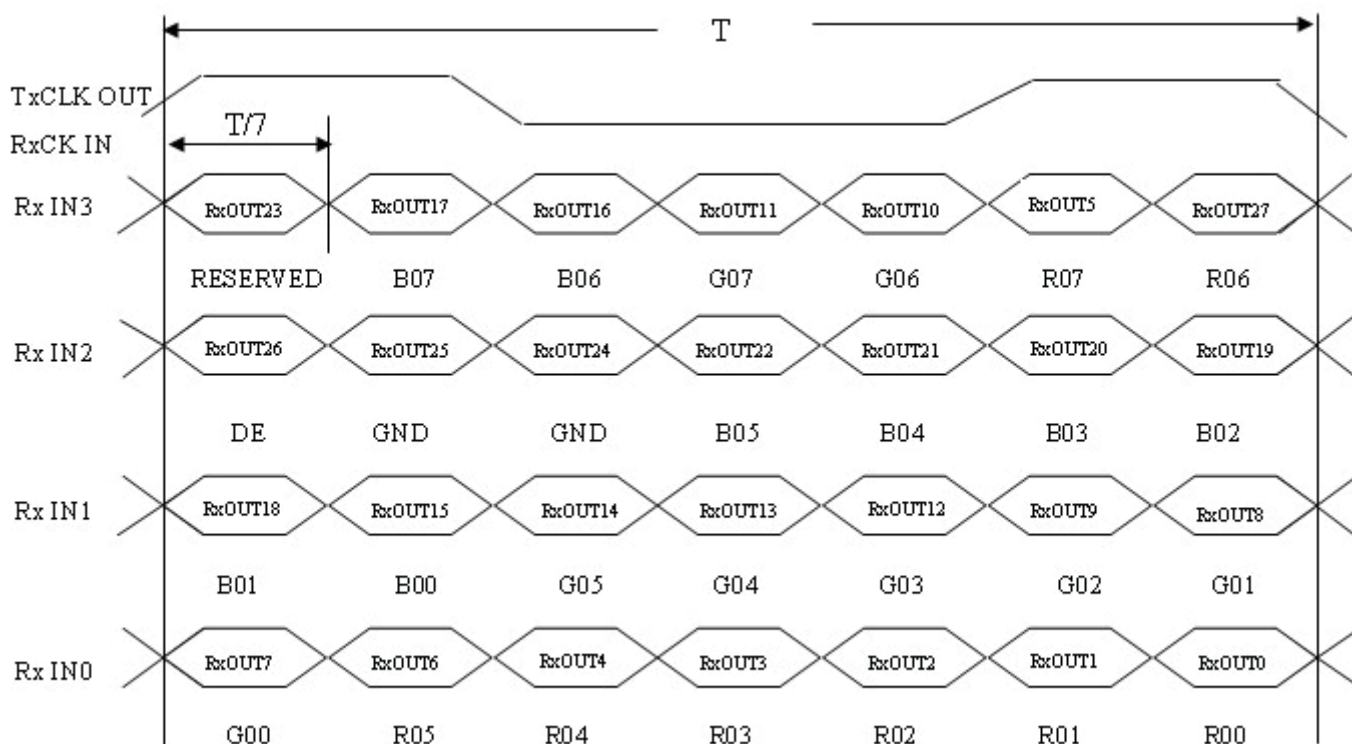 T
TxCLK OUT
T/7
RxCK IN
Rx IN3 RxOUT23 RxOUT17 RxOUT16 RxOUT11 RxOUT10 RxOUT5 RxOUT27
RESERVED B07 B06 G07 G06 R07 R06
Rx IN2 RxOUT26 RxOUT25 RxOUT24 RxOUT22 RxOUT21 RxOUT20 RxOUT19
DE GND GND B05 B04 B03 B02
Rx IN1 RxOUT18 RxOUT15 RxOUT14 RxOUT13 RxOUT12 RxOUT9 RxOUT8
B01 B00 G05 G04 G03 G02 G01
Rx IN0 RxOUT7 RxOUT6 RxOUT4 RxOUT3 RxOUT2 RxOUT1 RxOUT0
G00 R05 R04 R03 R02 R01 R00